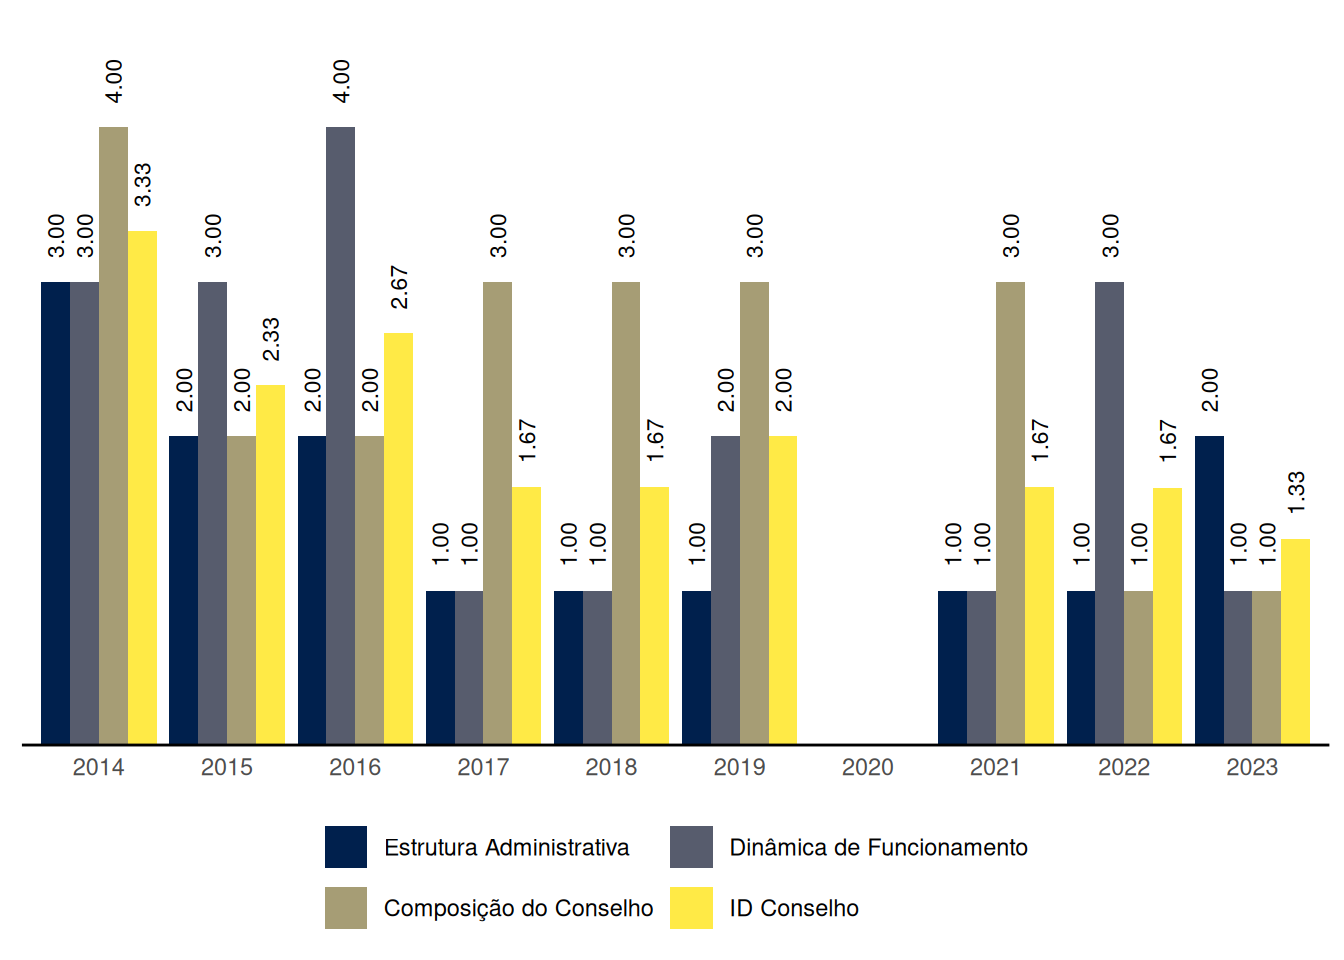 4.00 4.00
3.33
3.00 3.00 3.00 3.00 3.00 3.00 3.00 3.00
2.67
2.33
2.00 2.00 2.00 2.00 2.00 2.00 2.00
1.67 1.67 1.67 1.67
1.33
1.00 1.00 1.00 1.00 1.00 1.00 1.00 1.00 1.00 1.00 1.00
2014 2015 2016 2017 2018 2019 2020 2021 2022 2023
Estrutura Administrativa Dinâmica de Funcionamento
Composição do Conselho ID Conselho